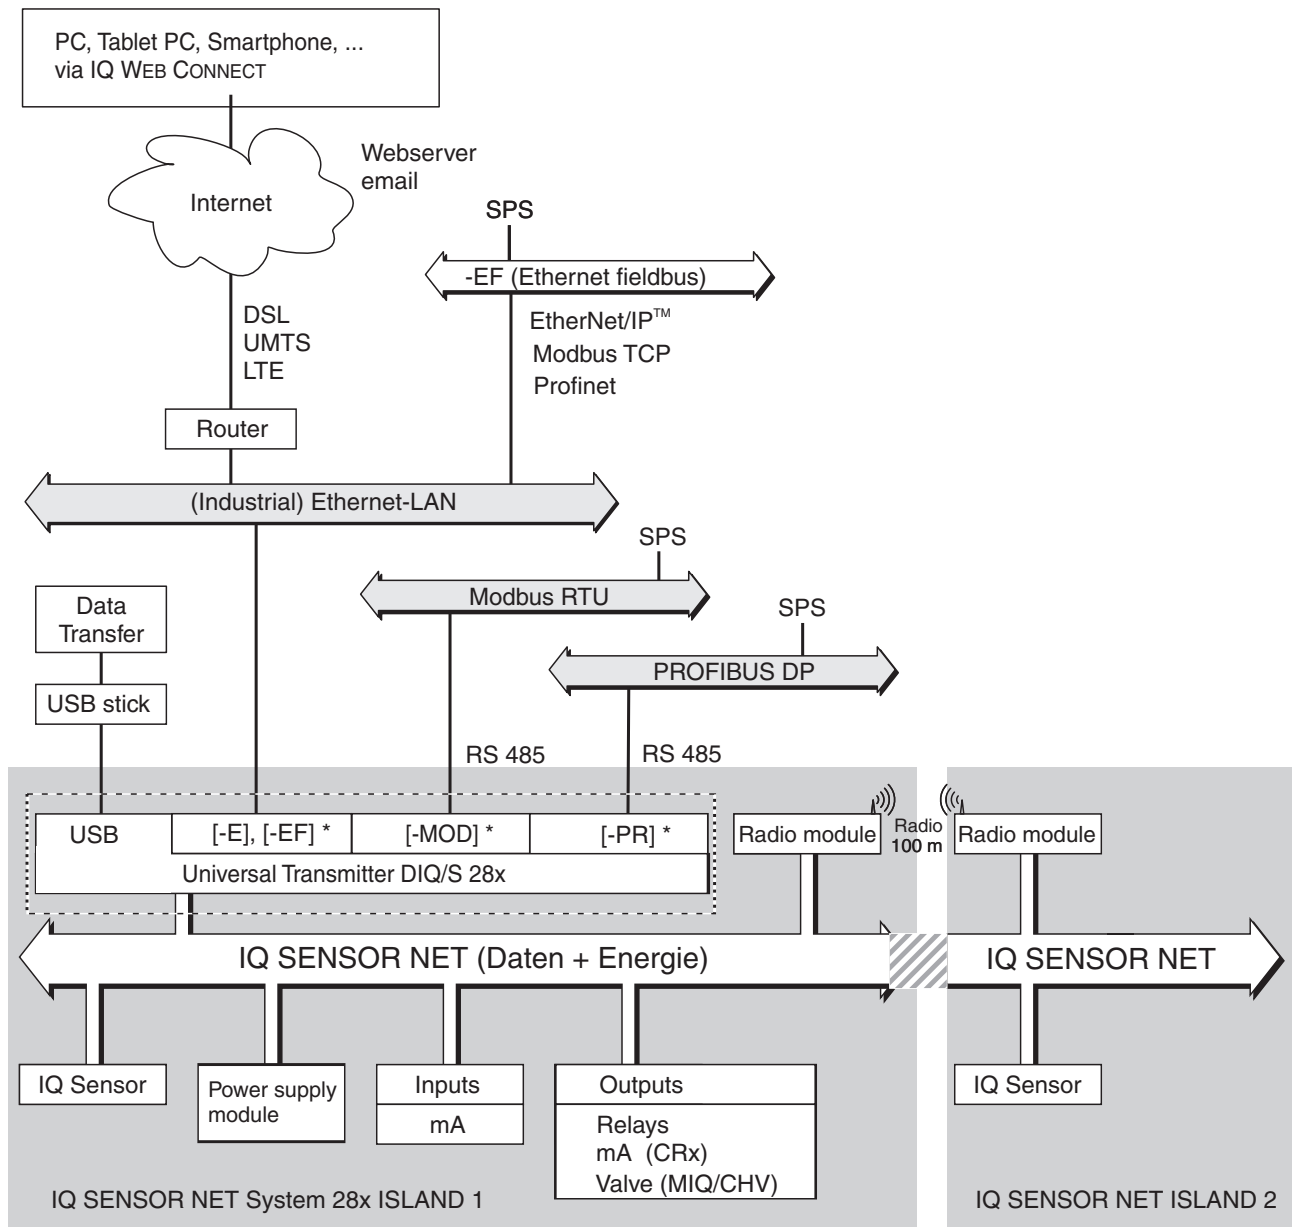 PC, Tablet PC, Smartphone, ...
via IQ WEB CONNECT
Webserver
email
Internet
SPS
-EF (Ethernet fieldbus)
DSL
UMTS
LTE
EtherNet/IP™
Modbus TCP
Profinet
Router
(Industrial) Ethernet-LAN
SPS
Modbus RTU
Data
Transfer
SPS
PROFIBUS DP
USB stick
RS 485
RS 485
USB
[-E], [-EF] *
[-MOD] *
[-PR] *
Universal Transmitter DIQ/S 28x
Radio module
Radio
100 m
Radio module
IQ SENSOR NET (Daten + Energie)
IQ SENSOR NET
IQ Sensor
Power supply
module
Inputs
mA
Outputs
Relays
mA (CRx)
Valve (MIQ/CHV)
IQ Sensor
IQ SENSOR NET System 28x ISLAND 1
IQ SENSOR NET ISLAND 2